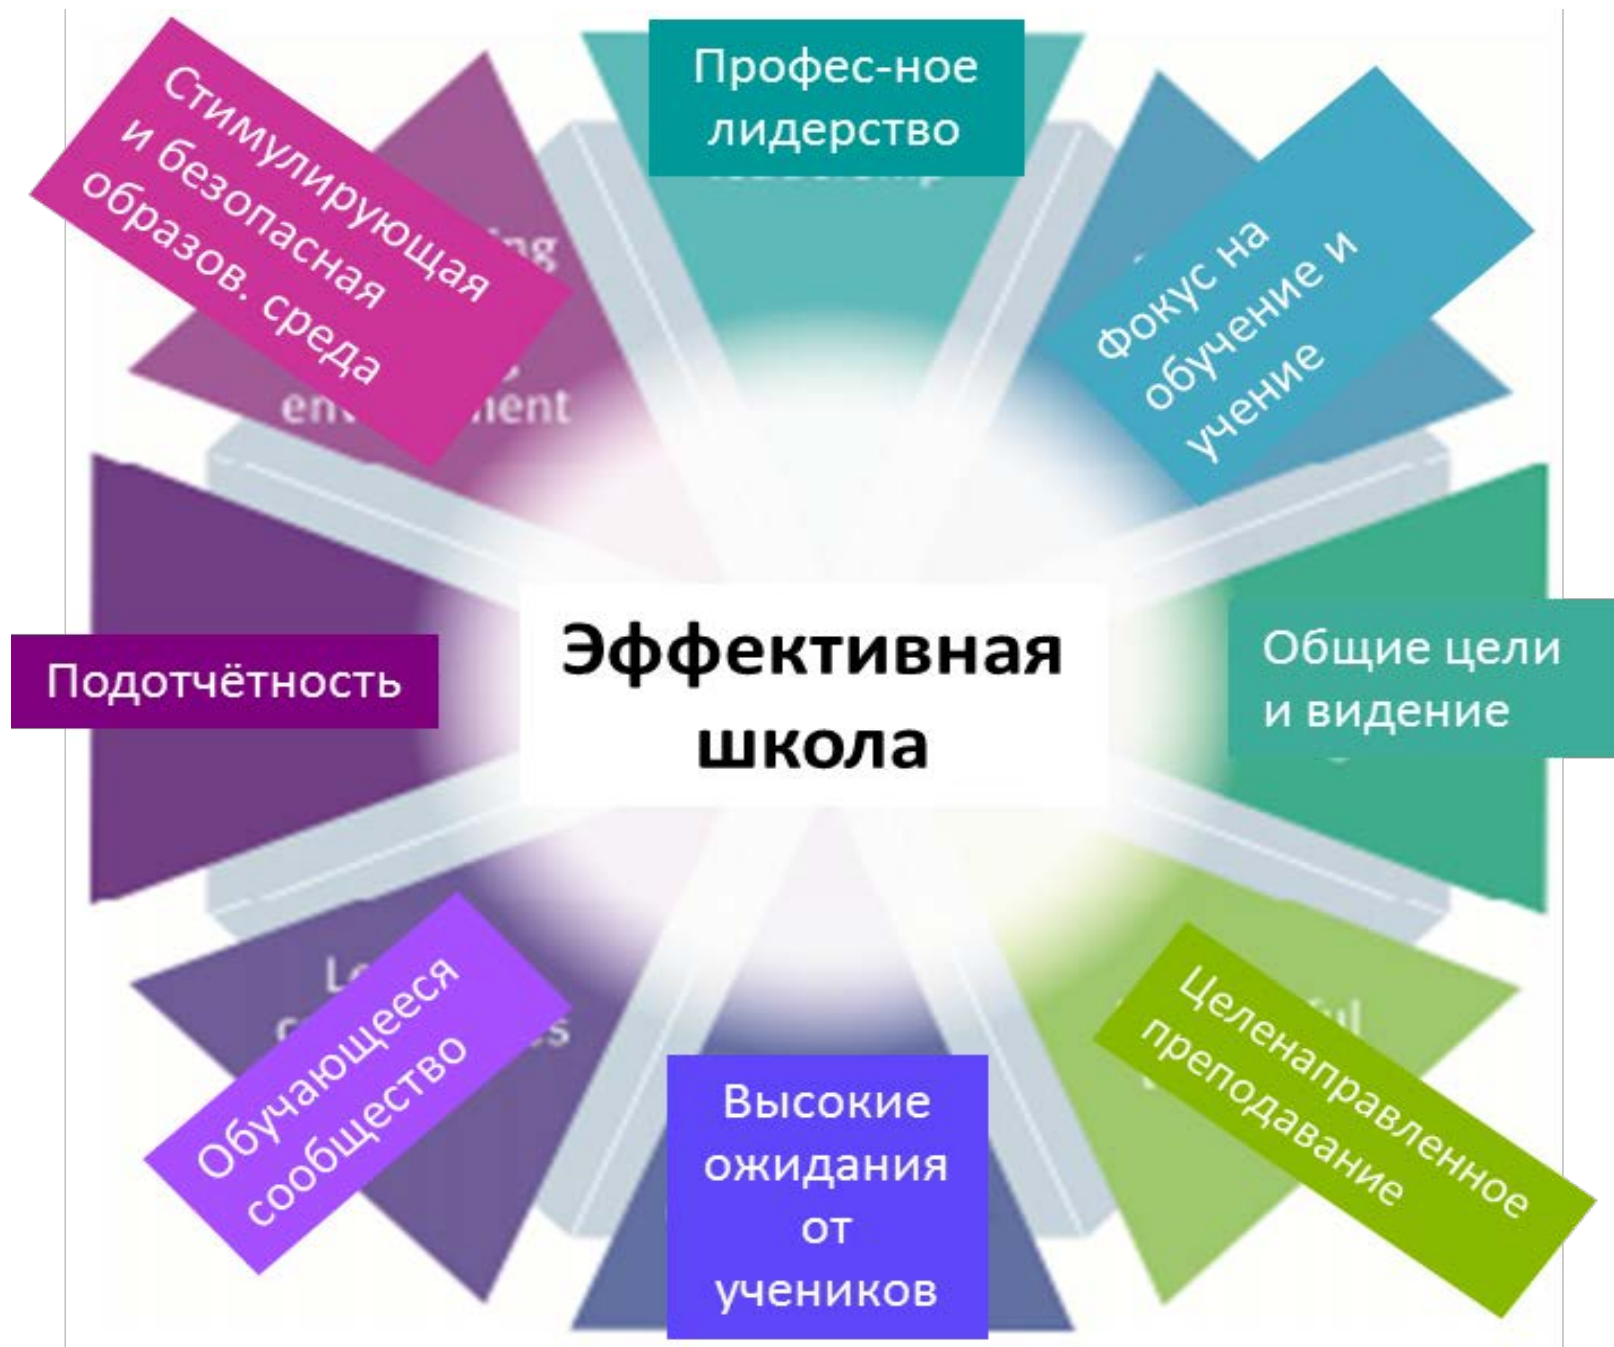 Профес-ное
лидерство
Стимулирующая
и безопасная
образов. среда
Фокус на
обучение и
учение
Эффективная
школа
Подотчётность
Общие цели
и видение
Обучающееся
сообщество
Высокие
ожидания
от
учеников
Целенаправленное
преподавание